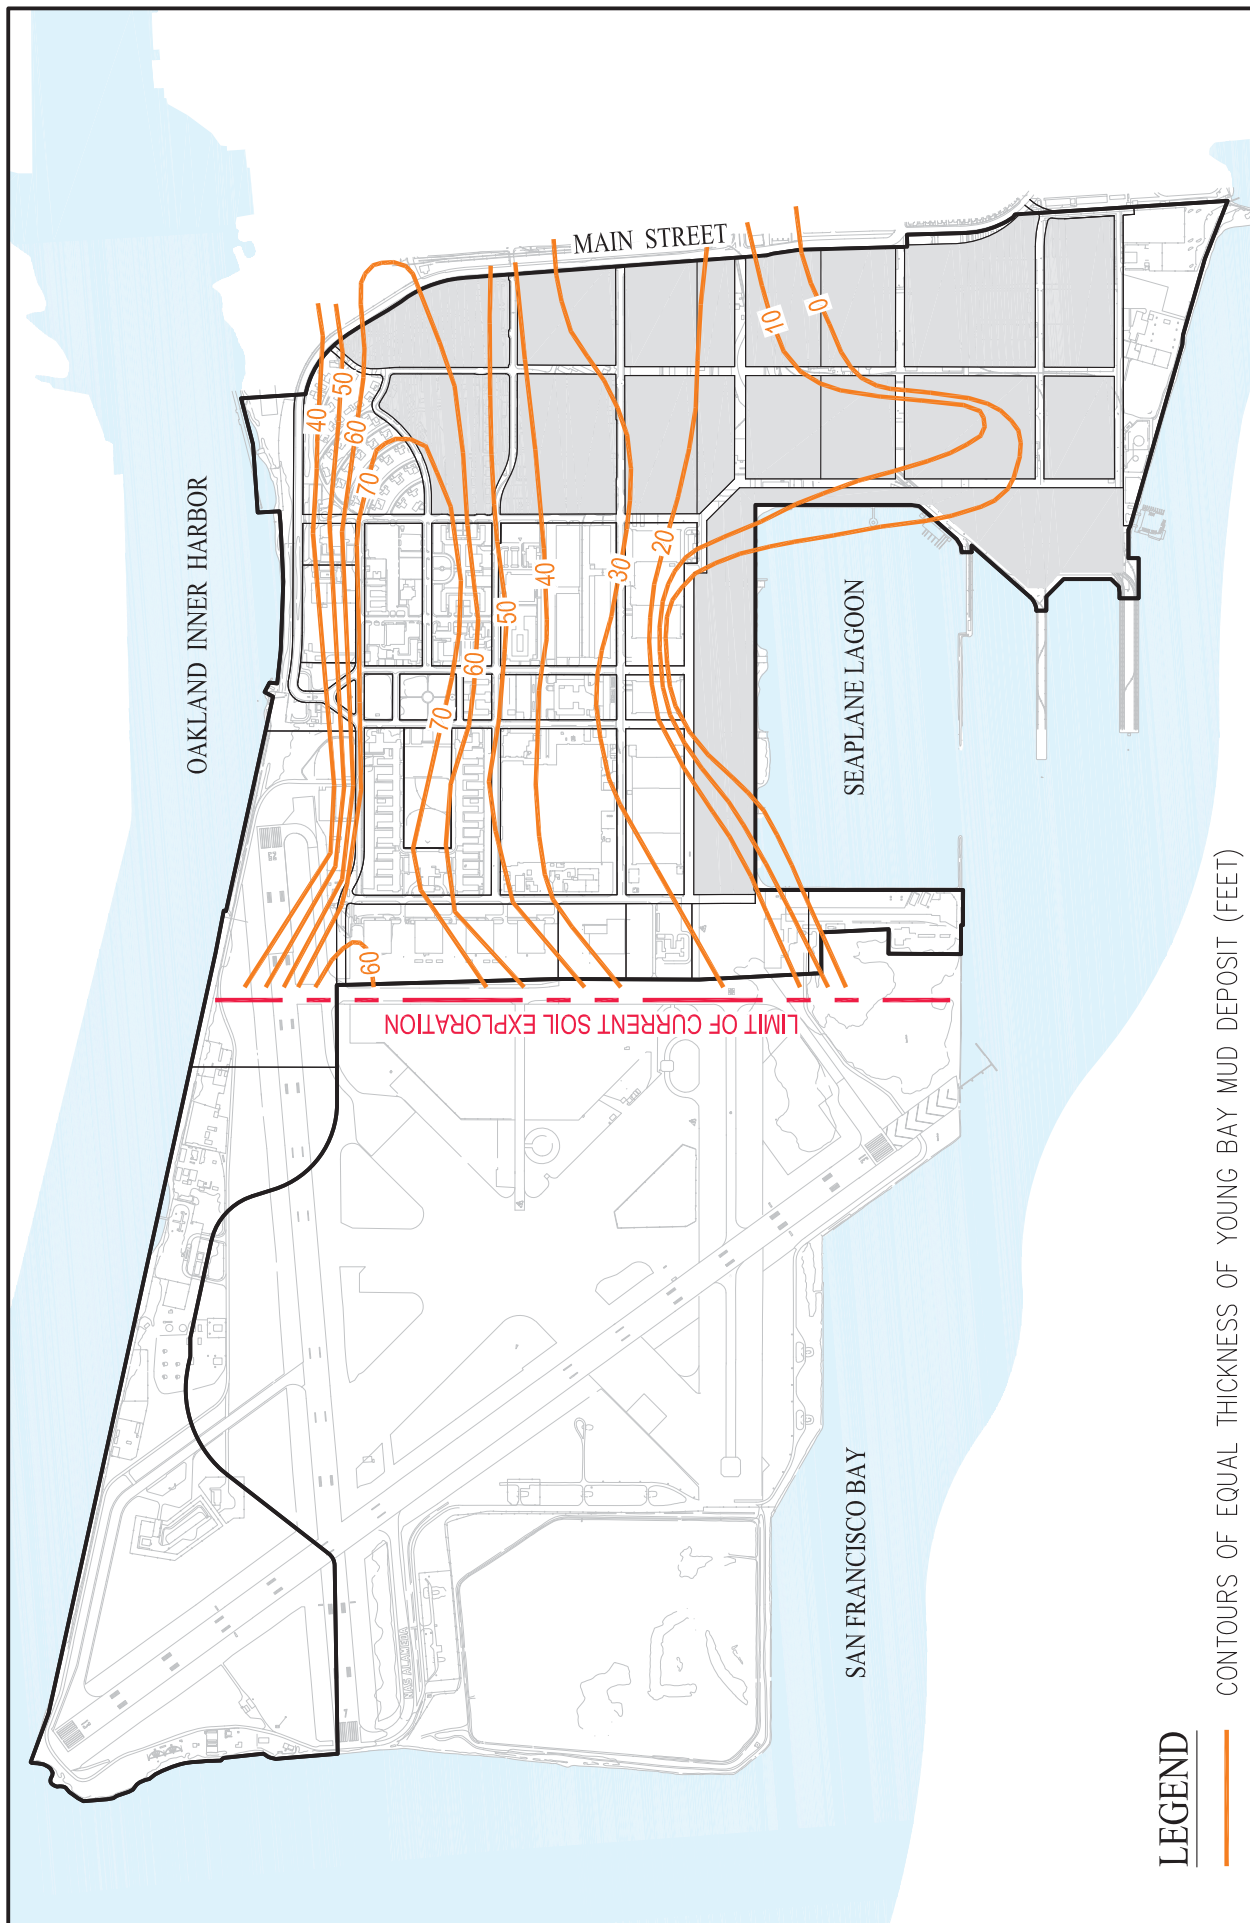 OAKLAND INNER HARBOR
MAIN STREET
40
50
60
70
10
0
20
30
40
50
60
70
60
SEAPLANE LAGOON
LIMIT OF CURRENT SOIL EXPLORATION
SAN FRANCISCO BAY
NAS ALAMEDA
LEGEND
CONTOURS OF EQUAL THICKNESS OF YOUNG BAY MUD DEPOSIT (FEET)